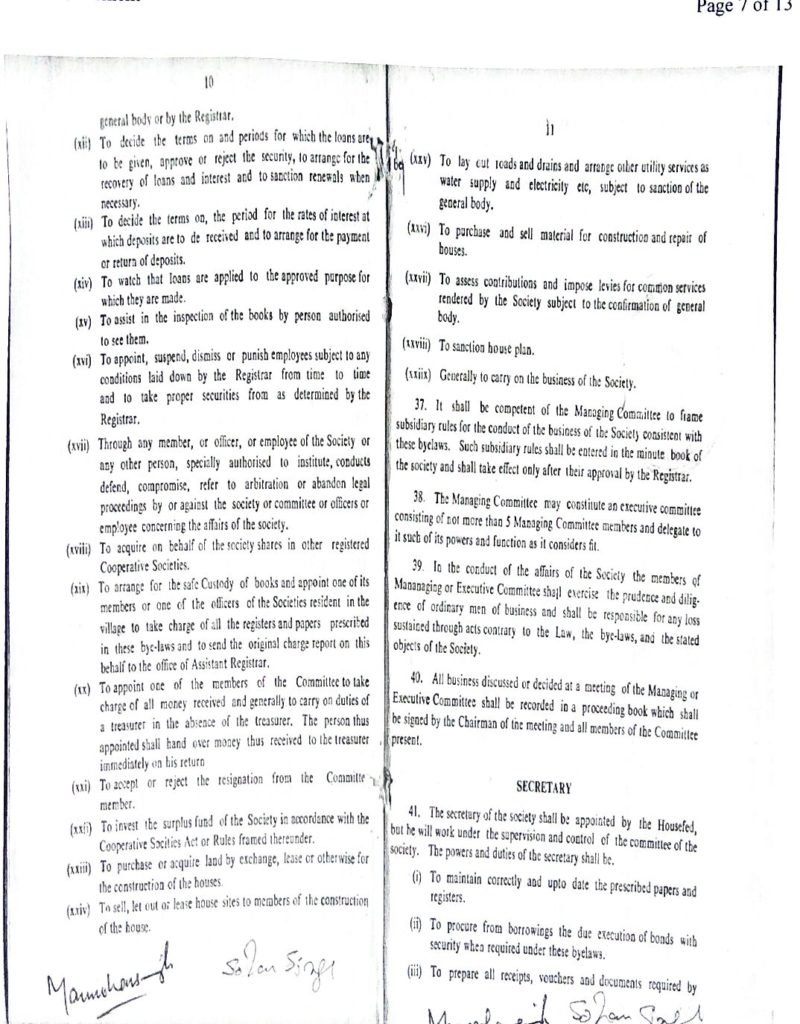 Page 7 of 13
10
general body or by the Registrar.
(xii) To decide the terms on and periods for which the loans are
to be given, approve or reject the security, to arrange for the
recovery of loans and interest and to sanction renewals when
necessary.
(xiii) To decide the terms on, the period for the rates of interest at
which deposits are to de received and to arrange for the payment
or return of deposits.
(xiv) To watch that loans are applied to the approved purpose for
which they are made.
(xv) To assist in the inspection of the books by person authorised
to see them.
(xvi) To appoint, suspend, dismiss or punish employees subject to any
conditions laid down by the Registrar from time to time
and to take proper securities from as determined by the
Registrar.
(xvii) Through any member, or officer, or employee of the Society or
any other person, specially authorised to institute, conducts
defend, compromise, refer to arbitration or abandon legal
proceedings by or against the society or committee or officers or
employee concerning the affairs of the society.
(xviii) To acquire on behalf of the society shares in other registered
Cooperative Societies.
(xix) To arrange for the safe Custody of books and appoint one of its
members or one of the officers of the Societies resident in the
village to take charge of all the registers and papers prescribed
in these bye-laws and to send the original charge report on this
behalf to the office of Assistant Registrar.
(xx) To appoint one of the members of the Committee to take
charge of all money received and generally to carry on duties of
a treasurer in the absence of the treasurer. The person thus
appointed shall hand over money thus received to the treasurer
immediately on his return
(xxi) To accept or reject the resignation from the Committe
member.
(xxii) To invest the surplus fund of the Society in accordance with the
Cooperative Socities Act or Rules framed thereunder.
(xxiii) To purchase or acquire land by exchange, lease or otherwise for
the construction of the houses.
(xxiv) To sell, let out or lease house sites to members of the construction
of the house.
Manmohansingh
Sohan Singh
11
be
(xxv) To lay out roads and drains and arrange other utility services as
water supply and electricity etc, subject to sanction of the
general body.
(xxvi) To purchase and sell material for construction and repair of
houses.
(xxvii) To assess contributions and impose levies for common services
rendered by the Society subject to the confirmation of general
body.
(xxviii) To sanction house plan.
(xxiix) Generally to carry on the business of the Society.
37. It shall be competent of the Managing Committee to frame
subsidiary rules for the conduct of the business of the Society consistent with
these byclaws. Such subsidiary rules shall be entered in the minute book of
the society and shall take effect only after their approval by the Registrar.
38. The Managing Committee may constitute an executive committee
consisting of not more than 5 Managing Committee members and delegate to
it such of its powers and function as it considers fit.
39. In the conduct of the affairs of the Society the members of
Mananaging or Executive Committee shall exercise the prudence and dilig-
ence of ordinary men of business and shall be responsible for any loss
sustained through acts contrary to the Law, the bye-laws, and the stated
objects of the Society.
40. All business discussed or decided at a meeting of the Managing or
Executive Committee shall be recorded in a proceeding book which shall
be signed by the Chairman of the meeting and all members of the Committee
present.
SECRETARY
41. The secretary of the society shall be appointed by the Housefed,
but he will work under the supervision and control of the committee of the
society. The powers and duties of the secretary shall be.
(i) To maintain correctly and upto date the prescribed papers and
registers.
(ii) To procure from borrowings the due execution of bonds with
security when required under these byelaws.
(iii) To prepare all receipts, vouchers and documents required by
Sohan Singh